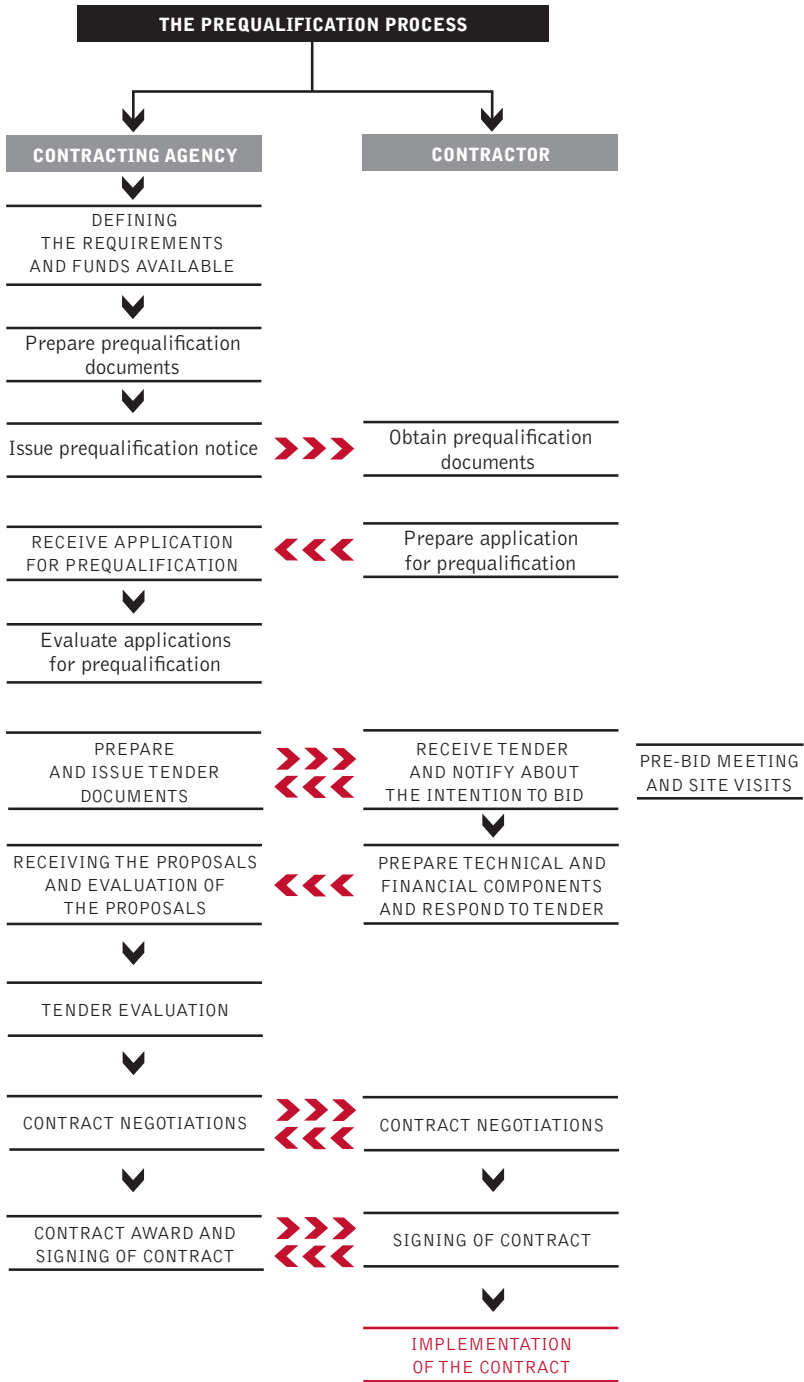 THE PREQUALIFICATION PROCESS
CONTRACTING AGENCY
CONTRACTOR
DEFINING
THE REQUIREMENTS
AND FUNDS AVAILABLE
Prepare prequalification
documents
Issue prequalification notice
Obtain prequalification
documents
RECEIVE APPLICATION
FOR PREQUALIFICATION
Prepare application
for prequalification
Evaluate applications
for prequalification
PREPARE
AND ISSUE TENDER
DOCUMENTS
RECEIVE TENDER
AND NOTIFY ABOUT
THE INTENTION TO BID
PRE-BID MEETING
AND SITE VISITS
RECEIVING THE PROPOSALS
AND EVALUATION OF
THE PROPOSALS
PREPARE TECHNICAL AND
FINANCIAL COMPONENTS
AND RESPOND TO TENDER
TENDER EVALUATION
CONTRACT NEGOTIATIONS
CONTRACT NEGOTIATIONS
CONTRACT AWARD AND
SIGNING OF CONTRACT
SIGNING OF CONTRACT
IMPLEMENTATION
OF THE CONTRACT